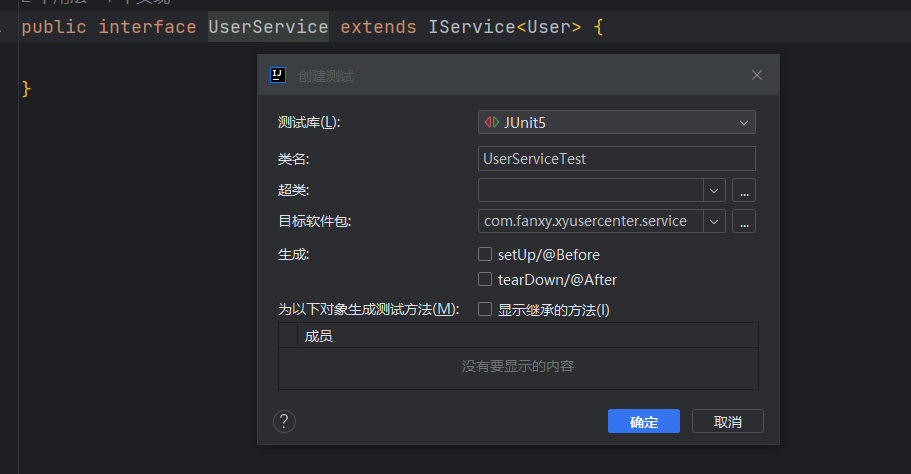 public interface UserService extends IService<User> {
}
创建测试
测试库(L):
JUnit5
类名:
UserServiceTest
超类:
...
目标软件包:
com.fanxy.xyusercenter.service
...
生成:
setUp/@Before
tearDown/@After
为以下对象生成测试方法(M):
显示继承的方法(I)
成员
没有要显示的内容
?
确定
取消